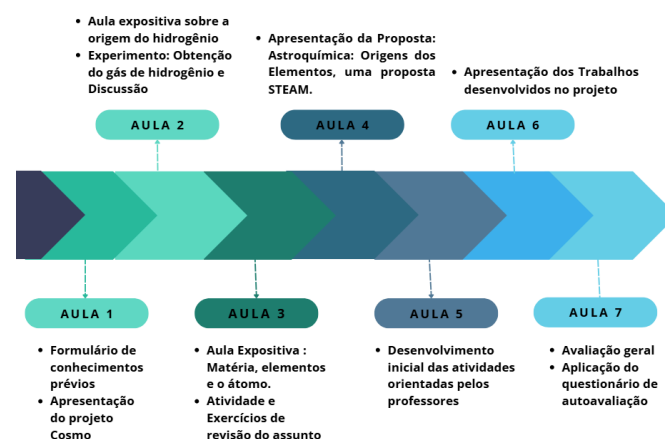 • Aula expositiva sobre a
origem do hidrogênio
• Experimento: Obtenção
do gás de hidrogênio e
Discussão
AULA 2
• Apresentação da Proposta:
Astroquímica: Origens dos
Elementos, uma proposta
STEAM.
AULA 4
• Apresentação dos Trabalhos
desenvolvidos no projeto
AULA 6
AULA 1
• Formulário de
conhecimentos
prévios
• Apresentação
do projeto
Cosmo
AULA 3
• Aula Expositiva :
Matéria, elementos
e o átomo.
• Atividade e
Exercícios de
revisão do assunto
AULA 5
• Desenvolvimento
inicial das atividades
orientadas pelos
professores
AULA 7
• Avaliação geral
• Aplicação do
questionário de
autoavaliação